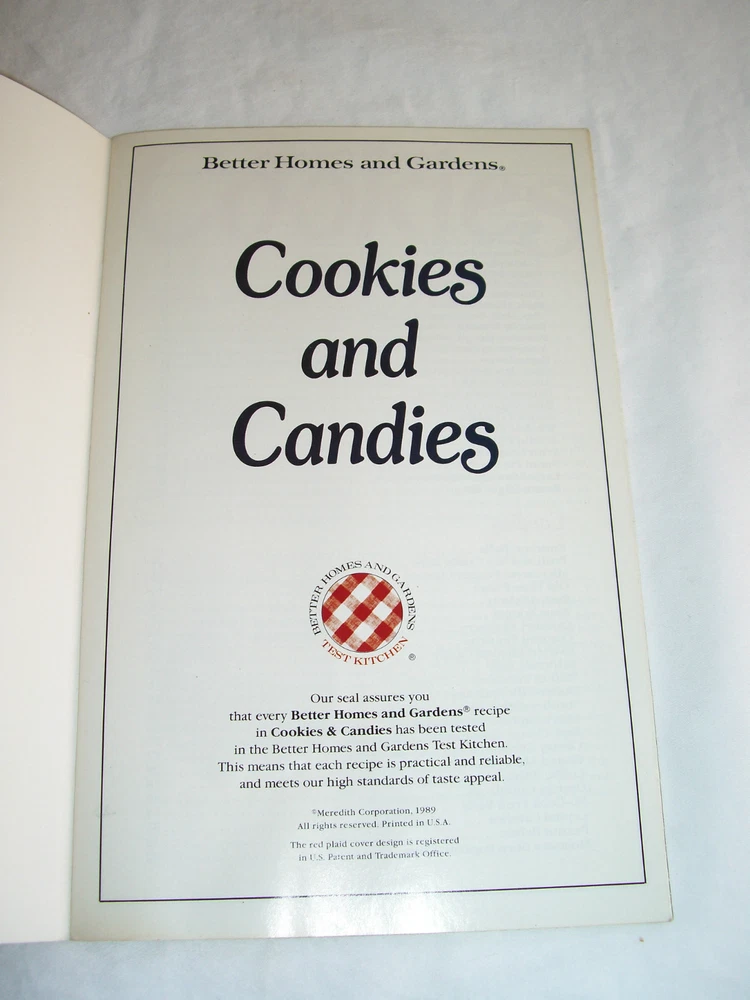 Better Homes and Gardens®
Cookies
and
Candies
BETTER HOMES AND GARDENS
TEST KITCHEN
®
Our seal assures you
that every Better Homes and Gardens® recipe
in Cookies & Candies has been tested
in the Better Homes and Gardens Test Kitchen.
This means that each recipe is practical and reliable,
and meets our high standards of taste appeal.
©Meredith Corporation, 1989
All rights reserved. Printed in U.S.A.
The red plaid cover design is registered
in U.S. Patent and Trademark Office.